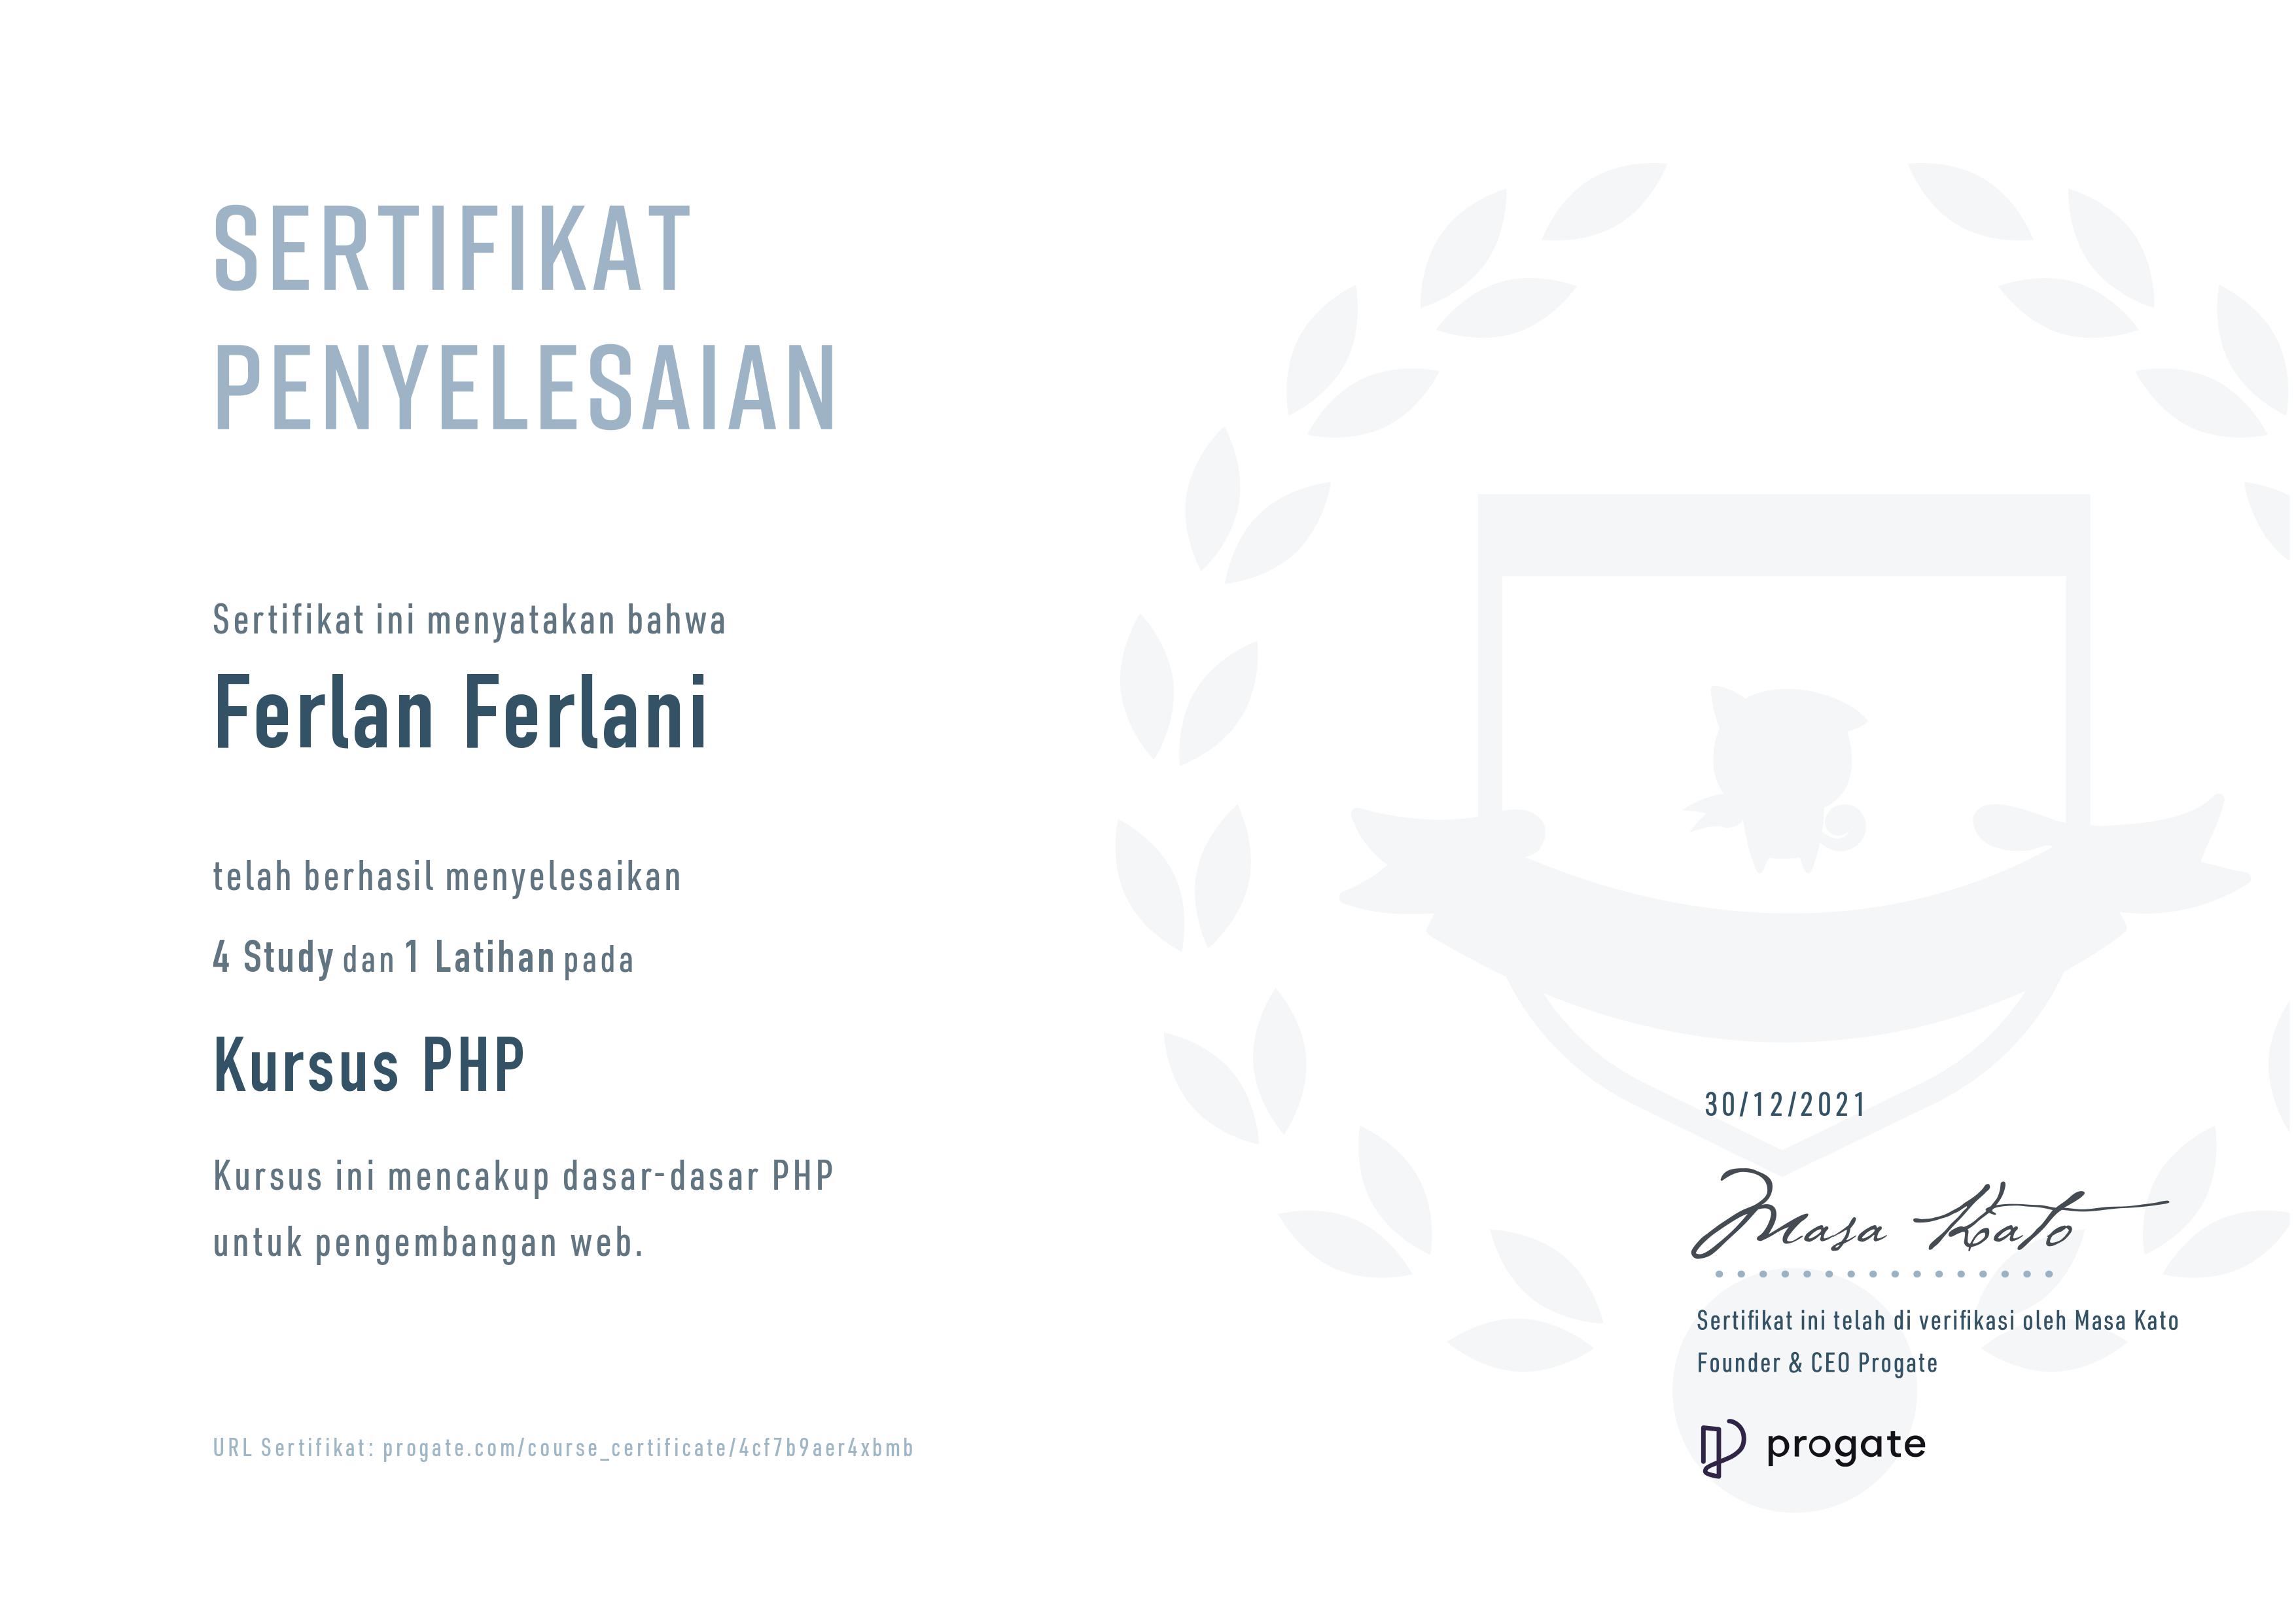 SERTIFIKAT
PENYELESAIAN
Sertifikat ini menyatakan bahwa
Ferlan Ferlani
telah berhasil menyelesaikan
4 Study dan 1 Latihan pada
Kursus PHP
Kursus ini mencakup dasar-dasar PHP
untuk pengembangan web.
URL Sertifikat: progate.com/course_certificate/4cf7b9aer4xbmb
30/12/2021
Masa Kato
Sertifikat ini telah di verifikasi oleh Masa Kato
Founder & CEO Progate
progate